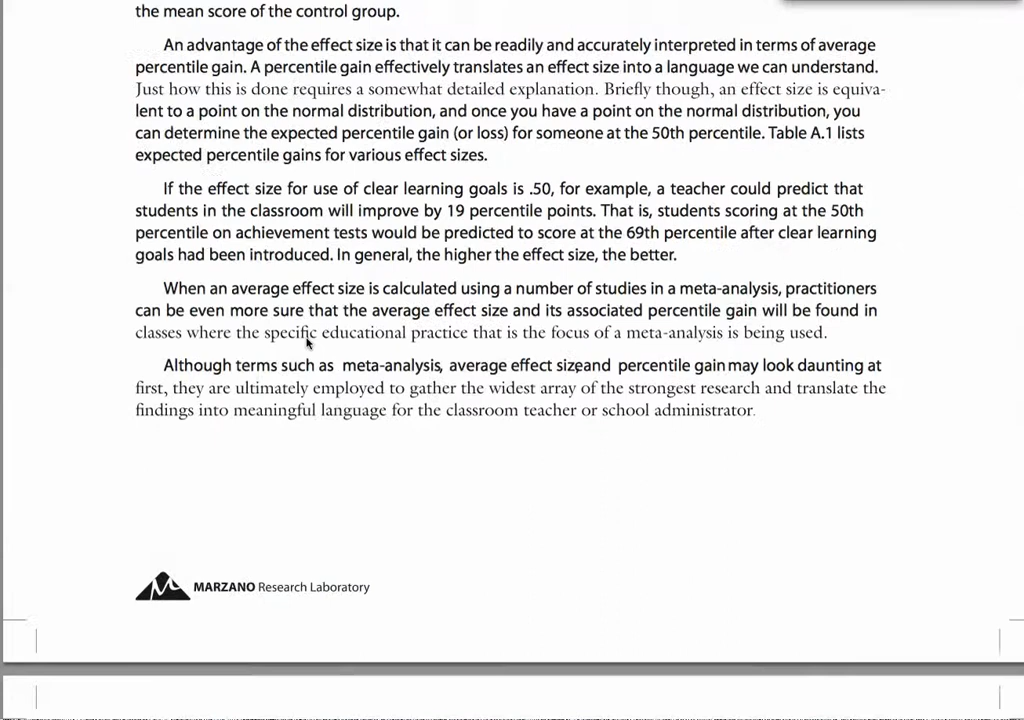 the mean score of the control group.
An advantage of the effect size is that it can be readily and accurately interpreted in terms of average
percentile gain. A percentile gain effectively translates an effect size into a language we can understand.
Just how this is done requires a somewhat detailed explanation. Briefly though, an effect size is equiva-
lent to a point on the normal distribution, and once you have a point on the normal distribution, you
can determine the expected percentile gain (or loss) for someone at the 50th percentile. Table A.1 lists
expected percentile gains for various effect sizes.
If the effect size for use of clear learning goals is .50, for example, a teacher could predict that
students in the classroom will improve by 19 percentile points. That is, students scoring at the 50th
percentile on achievement tests would be predicted to score at the 69th percentile after clear learning
goals had been introduced. In general, the higher the effect size, the better.
When an average effect size is calculated using a number of studies in a meta-analysis, practitioners
can be even more sure that the average effect size and its associated percentile gain will be found in
classes where the specific educational practice that is the focus of a meta-analysis is being used.
Although terms such as meta-analysis, average effect size, and percentile gain may look daunting at
first, they are ultimately employed to gather the widest array of the strongest research and translate the
findings into meaningful language for the classroom teacher or school administrator.
MARZANO Research Laboratory